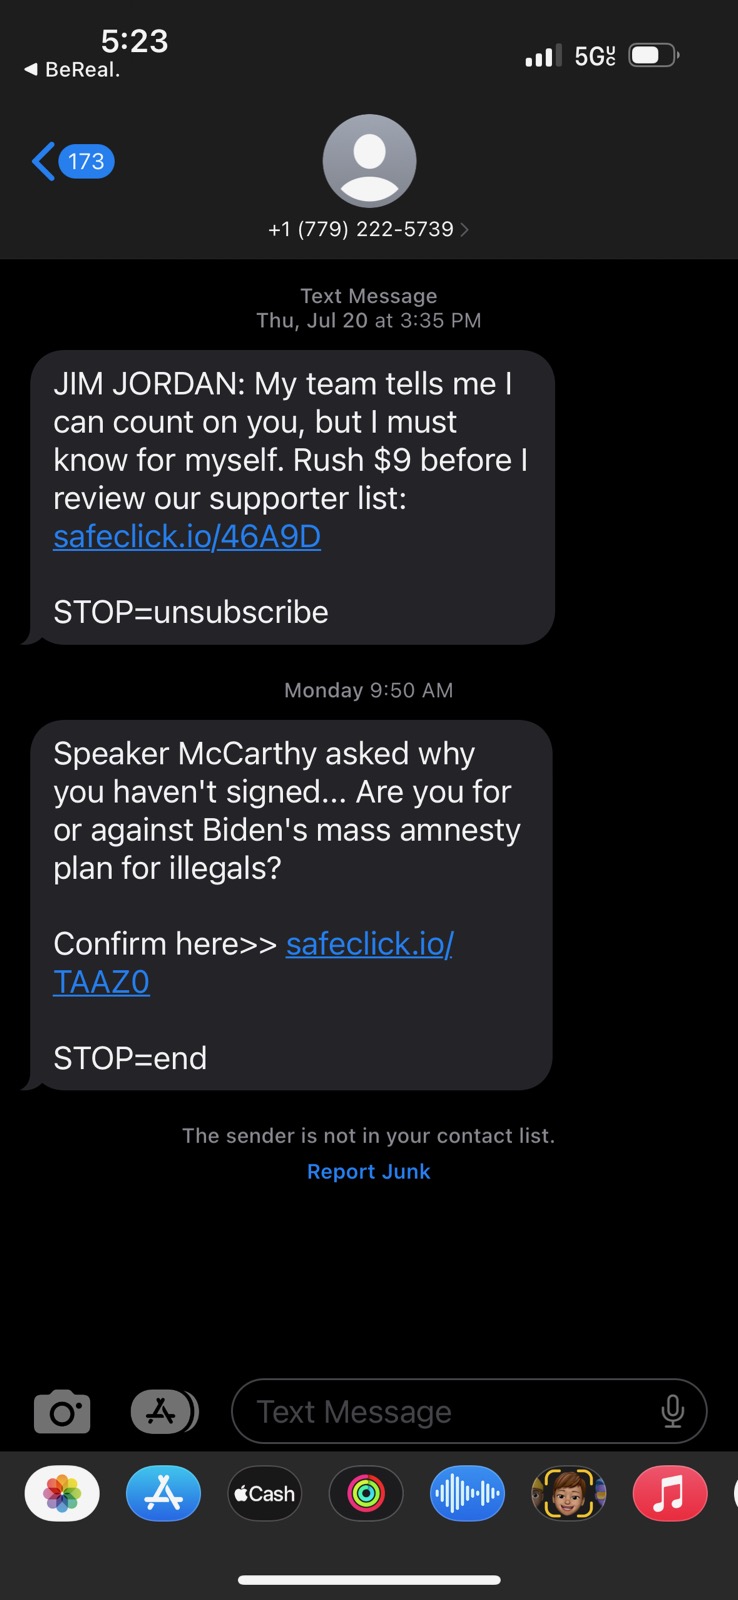 5:23
◀ BeReal.
5GUC
173
+1 (779) 222-5739
Text Message
Thu, Jul 20 at 3:35 PM
JIM JORDAN: My team tells me I
can count on you, but I must
know for myself. Rush $9 before I
review our supporter list:
safeclick.io/46A9D
STOP=unsubscribe
Monday 9:50 AM
Speaker McCarthy asked why
you haven't signed... Are you for
or against Biden's mass amnesty
plan for illegals?
Confirm here>> safeclick.io/
TAAZ0
STOP=end
The sender is not in your contact list.
Report Junk
Text Message
Cash